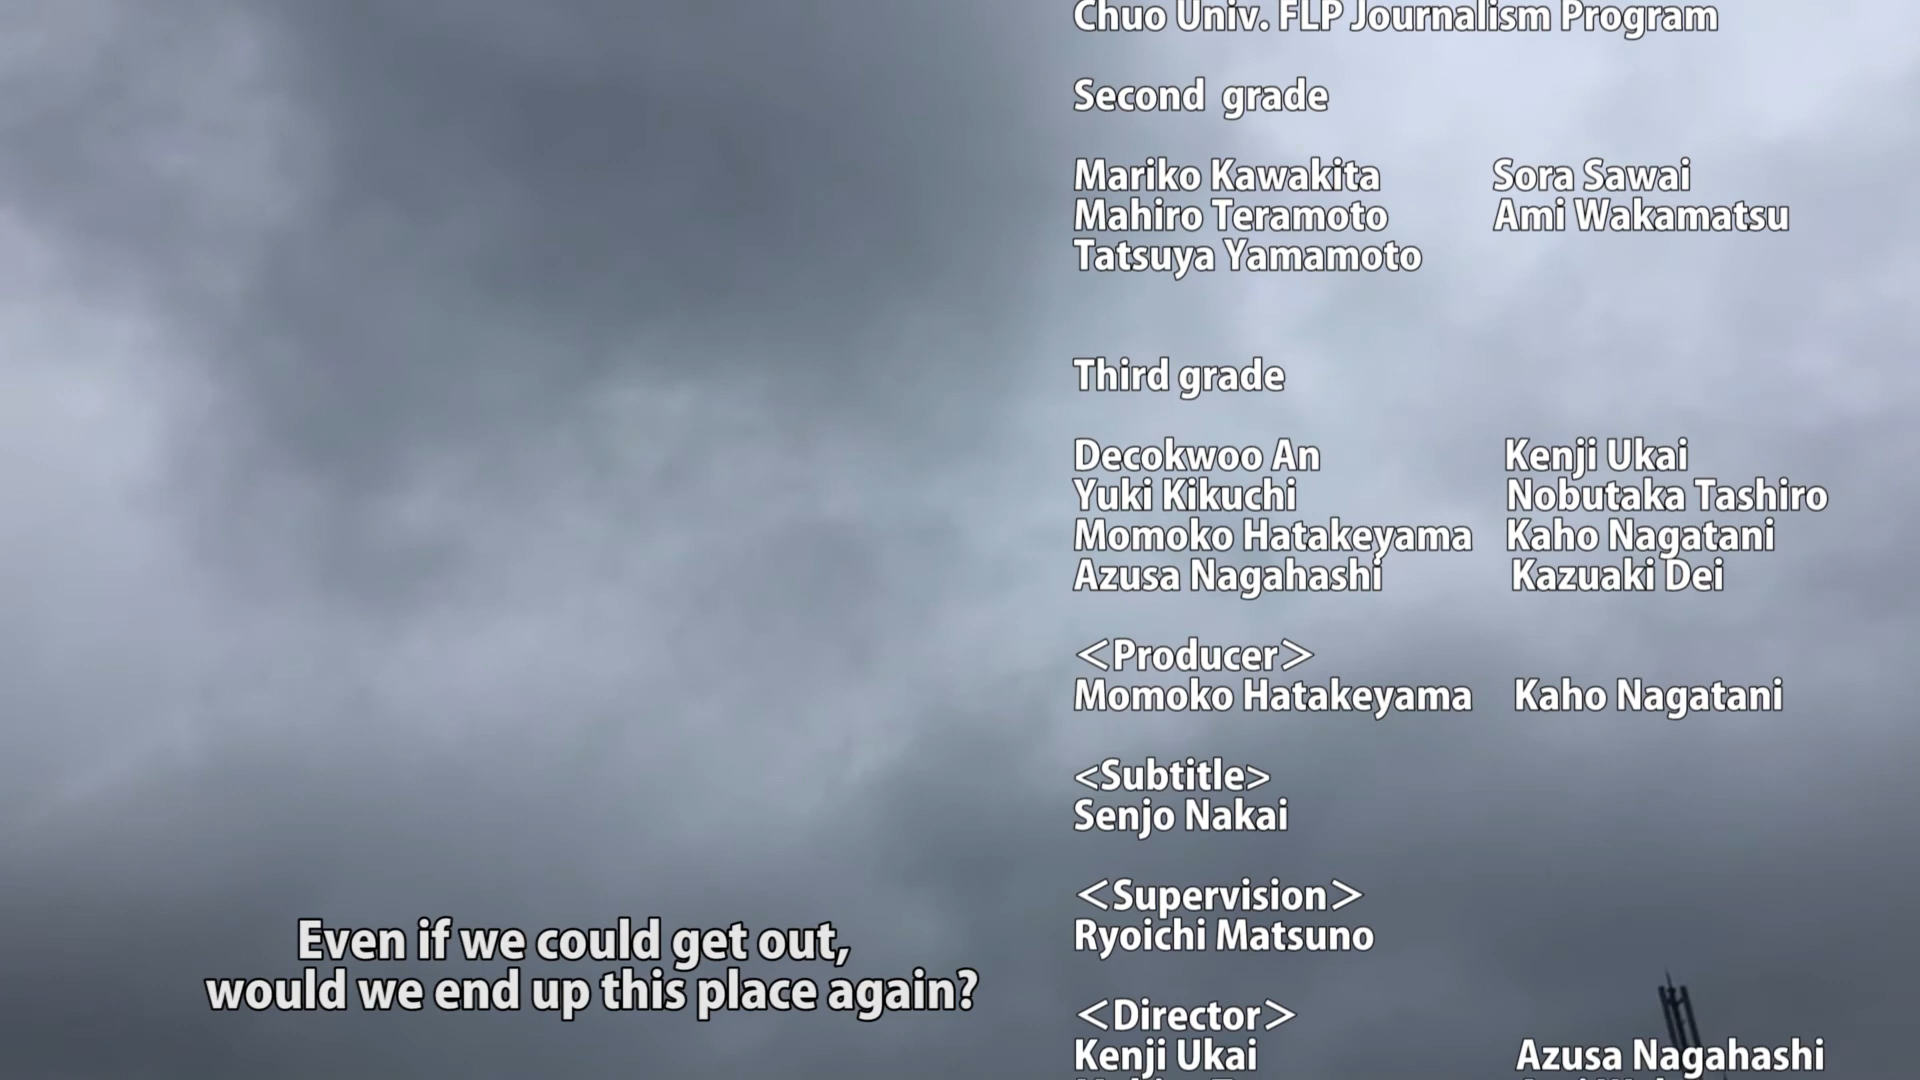 Chuo Univ. FLP Journalism Program
Second grade
Mariko Kawakita Sora Sawai
Mahiro Teramoto Ami Wakamatsu
Tatsuya Yamamoto
Third grade
Decokwoo An Kenji Ukai
Yuki Kikuchi Nobutaka Tashiro
Momoko Hatakeyama Kaho Nagatani
Azusa Nagahashi Kazuaki Dei
<Producer>
Momoko Hatakeyama Kaho Nagatani
<Subtitle>
Senjo Nakai
<Supervision>
Ryoichi Matsuno
<Director>
Kenji Ukai Azusa Nagahashi
Even if we could get out,
would we end up this place again?